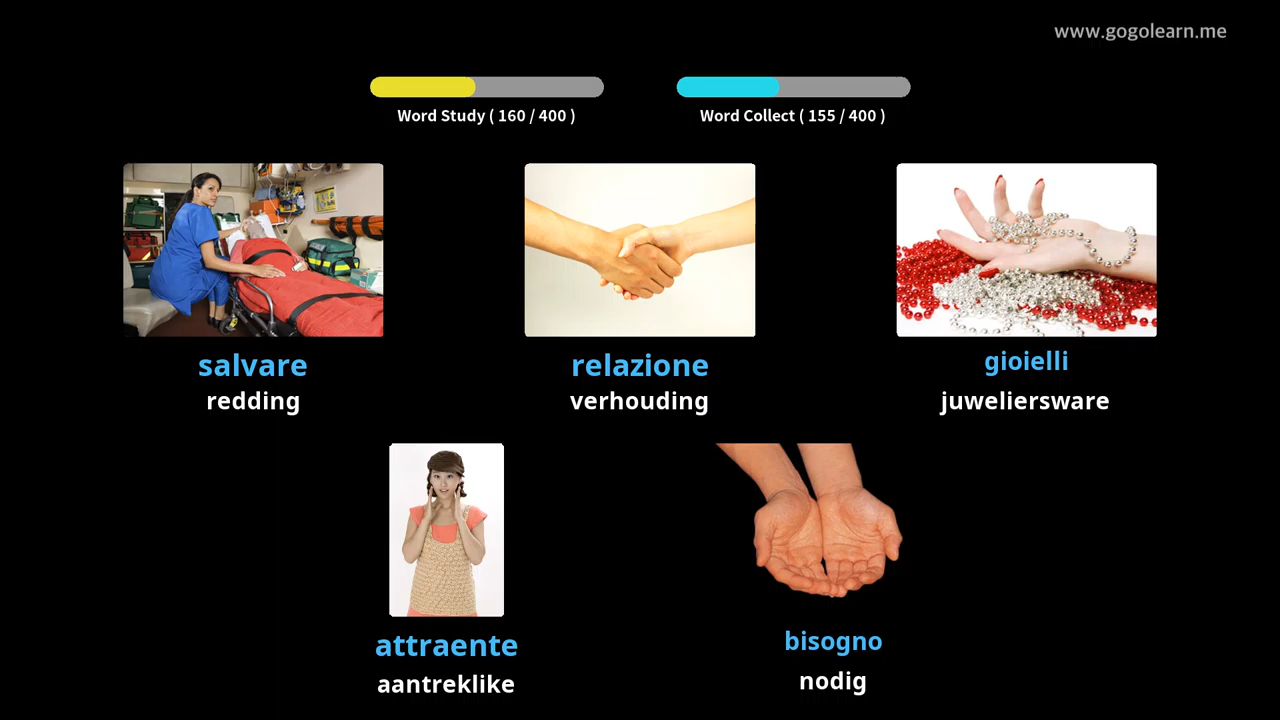 www.gogolearn.me
Word Study ( 160 / 400 )
Word Collect ( 155 / 400 )
salvare
redding
relazione
verhouding
gioielli
juweliersware
attraente
aantreklike
bisogno
nodig